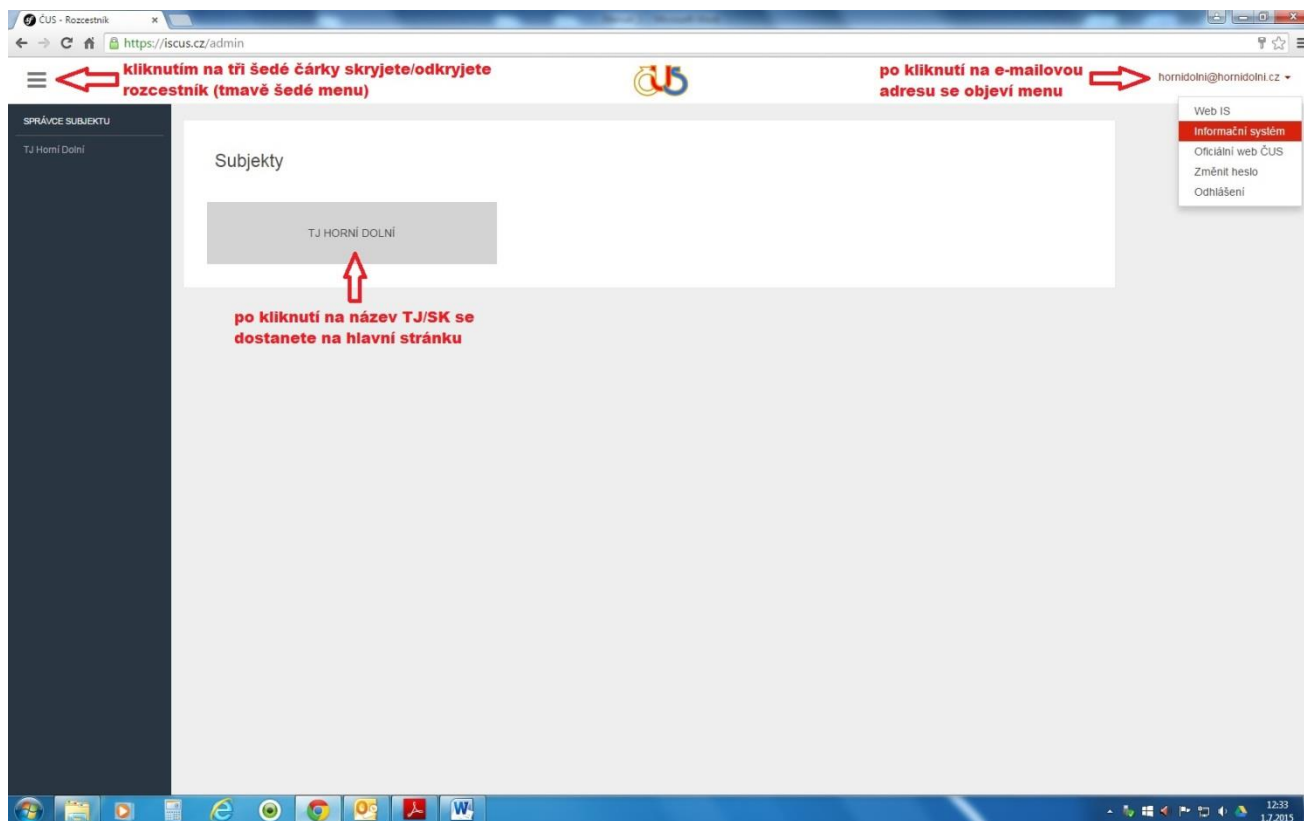 ČUS - Rozcestník
https://iscus.cz/admin
kliknutím na tři šedé čárky skryjete/odkryjete
rozcestník (tmavě šedé menu)
ČUS
po kliknutí na e-mailovou
adresu se objeví menu
hornidolni@hornidolni.cz
Web IS
Informační systém
Oficiální web ČUS
Změnit heslo
Odhlášení
SPRÁVCE SUBJEKTU
TJ Horní Dolní
Subjekty
TJ HORNÍ DOLNÍ
po kliknutí na název TJ/SK se
dostanete na hlavní stránku
12:33
1.7.2015